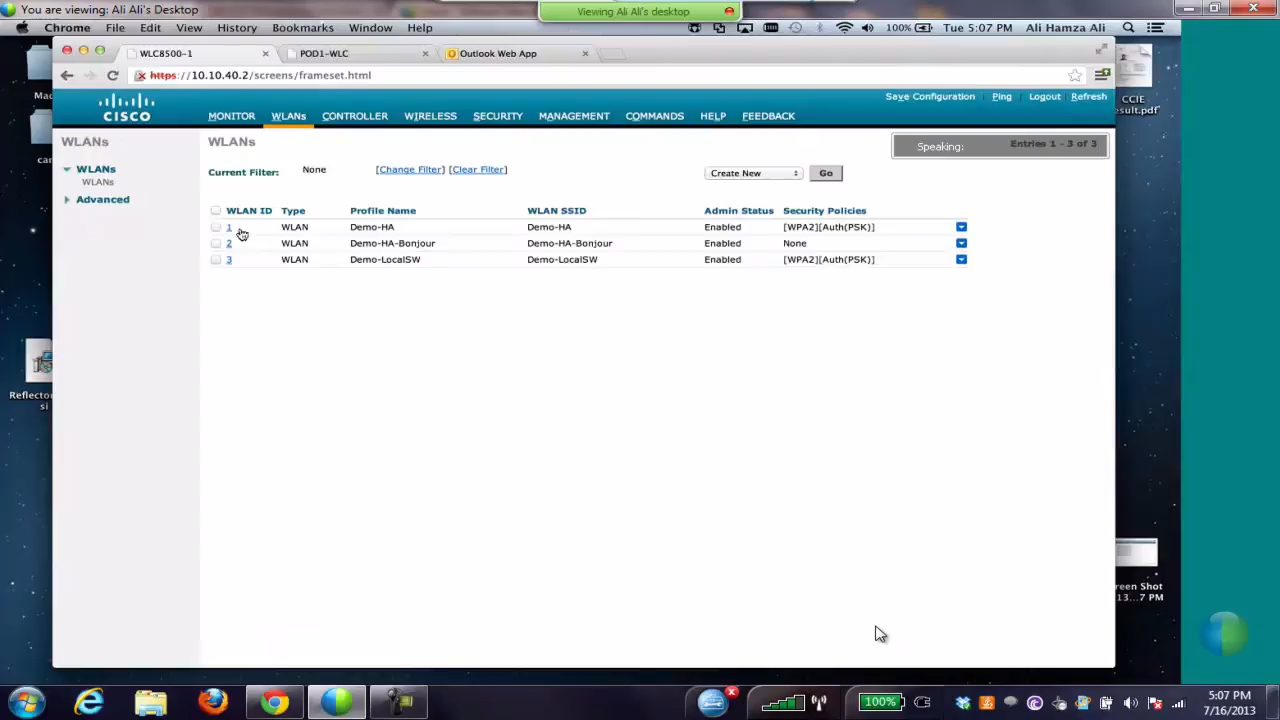 You are viewing: Ali Ali's Desktop
Viewing Ali Ali's desktop
Chrome File Edit View History Bookmarks Window Help
100% Tue 5:07 PM Ali Hamza Ali
WLC8500-1
POD1-WLC
Outlook Web App
https://10.10.40.2/screens/frameset.html
Save Configuration Ping Logout Refresh
CISCO
MONITOR WLANs CONTROLLER WIRELESS SECURITY MANAGEMENT COMMANDS HELP FEEDBACK
WLANs
WLANs
WLANs
Advanced
WLANs
Speaking:
Entries 1 - 3 of 3
Current Filter: None [Change Filter] [Clear Filter]
Create New Go
WLAN ID Type Profile Name WLAN SSID Admin Status Security Policies
1 WLAN Demo-HA Demo-HA Enabled [WPA2][Auth(PSK)]
2 WLAN Demo-HA-Bonjour Demo-HA-Bonjour Enabled None
3 WLAN Demo-LocalSW Demo-LocalSW Enabled [WPA2][Auth(PSK)]
Mac
car
Reflector
si
CCIE
sult.pdf
reen Shot
13...7 PM
100%
5:07 PM
7/16/2013